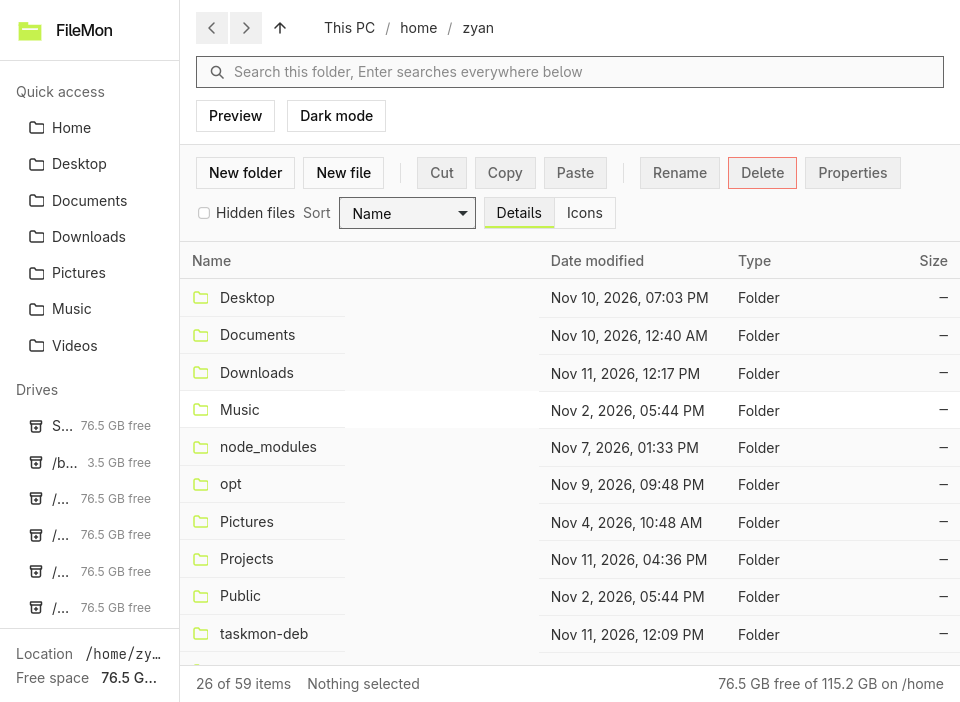 FileMon
This PC / home / zyan
Search this folder, Enter searches everywhere below
Preview Dark mode
Quick access
Home
Desktop
Documents
Downloads
Pictures
Music
Videos
Drives
S... 76.5 GB free
/b... 3.5 GB free
/... 76.5 GB free
/... 76.5 GB free
/... 76.5 GB free
/... 76.5 GB free
Location /home/zy...
Free space 76.5 G...
New folder New file Cut Copy Paste Rename Delete Properties
Hidden files Sort Name Details Icons
Name Date modified Type Size
Desktop Nov 10, 2026, 07:03 PM Folder –
Documents Nov 10, 2026, 12:40 AM Folder –
Downloads Nov 11, 2026, 12:17 PM Folder –
Music Nov 2, 2026, 05:44 PM Folder –
node_modules Nov 7, 2026, 01:33 PM Folder –
opt Nov 9, 2026, 09:48 PM Folder –
Pictures Nov 4, 2026, 10:48 AM Folder –
Projects Nov 11, 2026, 04:36 PM Folder –
Public Nov 2, 2026, 05:44 PM Folder –
taskmon-deb Nov 11, 2026, 12:09 PM Folder –
26 of 59 items Nothing selected 76.5 GB free of 115.2 GB on /home